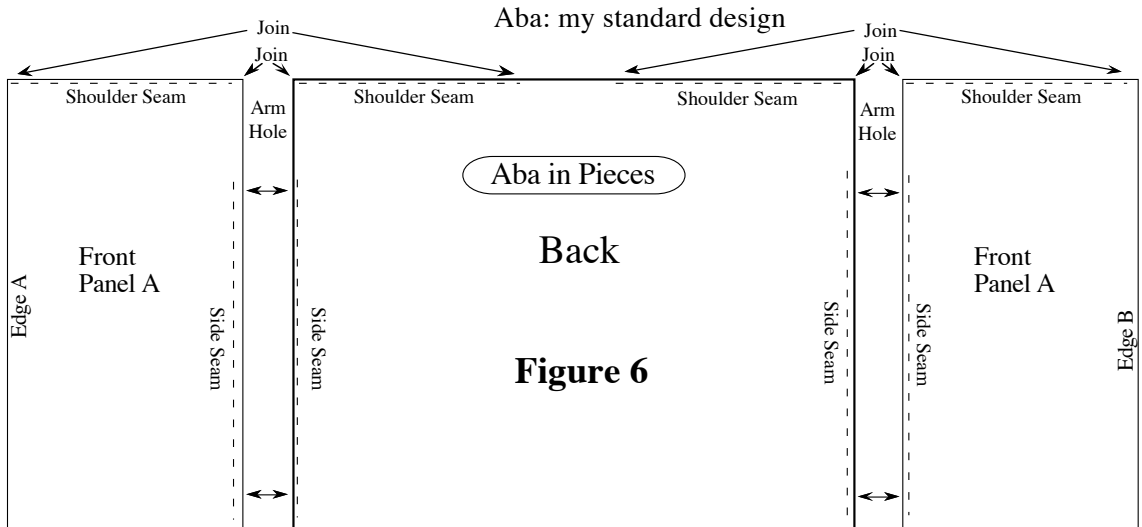 Aba: my standard design
Join
Join
Join
Join
Shoulder Seam
Shoulder Seam
Shoulder Seam
Shoulder Seam
Arm
Hole
Arm
Hole
Aba in Pieces
Front
Panel A
Back
Front
Panel A
Edge A
Side Seam
Side Seam
Side Seam
Side Seam
Edge B
Figure 6